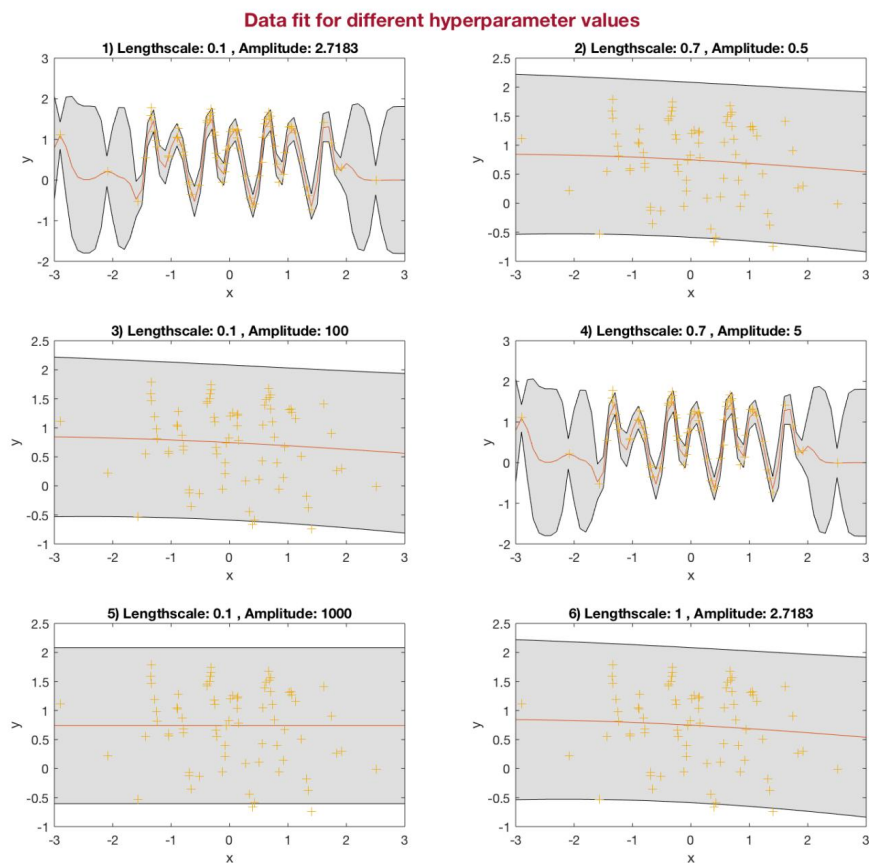 Data fit for different hyperparameter values
1) Lengthscale: 0.1 , Amplitude: 2.7183
3
2
1
0
-1
-2
y
-3 -2 -1 0 1 2 3
x
2) Lengthscale: 0.7 , Amplitude: 0.5
2.5
2
1.5
1
0.5
0
-0.5
-1
y
-3 -2 -1 0 1 2 3
x
3) Lengthscale: 0.1 , Amplitude: 100
2.5
2
1.5
1
0.5
0
-0.5
-1
y
-3 -2 -1 0 1 2 3
x
4) Lengthscale: 0.7 , Amplitude: 5
3
2
1
0
-1
-2
y
-3 -2 -1 0 1 2 3
x
5) Lengthscale: 0.1 , Amplitude: 1000
2.5
2
1.5
1
0.5
0
-0.5
-1
y
-3 -2 -1 0 1 2 3
x
6) Lengthscale: 1 , Amplitude: 2.7183
2.5
2
1.5
1
0.5
0
-0.5
-1
y
-3 -2 -1 0 1 2 3
x